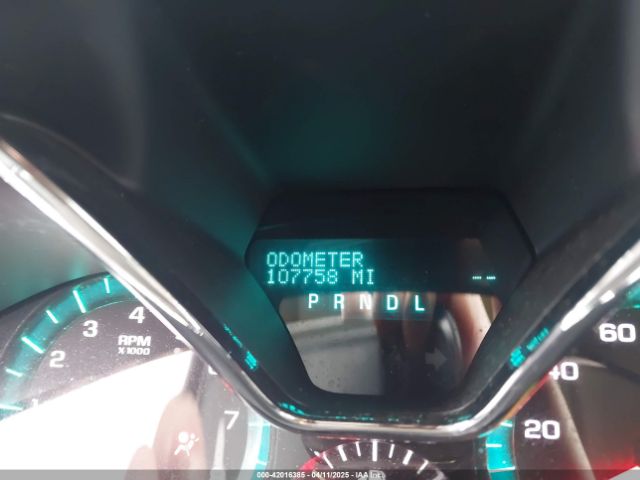 ODOMETER
107758 MI
-- --
P R N D L
1 2 3 4 7
RPM
X1000
20 40 60
000-42016385 - 04/11/2025 - IAA Inc.